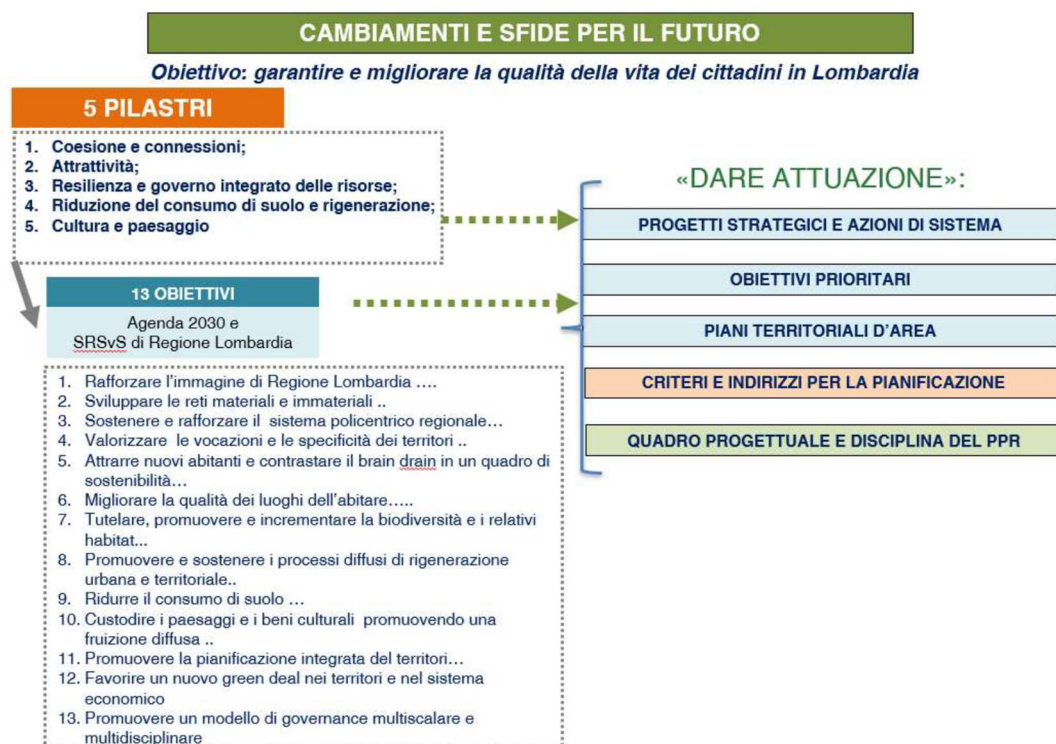 CAMBIAMENTI E SFIDE PER IL FUTURO
Obiettivo: garantire e migliorare la qualità della vita dei cittadini in Lombardia
5 PILASTRI
1. Coesione e connessioni;
2. Attrattività;
3. Resilienza e governo integrato delle risorse;
4. Riduzione del consumo di suolo e rigenerazione;
5. Cultura e paesaggio
13 OBIETTIVI
Agenda 2030 e
SRSvS di Regione Lombardia
1. Rafforzare l'immagine di Regione Lombardia ....
2. Sviluppare le reti materiali e immateriali ..
3. Sostenere e rafforzare il sistema policentrico regionale...
4. Valorizzare le vocazioni e le specificità dei territori ..
5. Attrarre nuovi abitanti e contrastare il brain drain in un quadro di
sostenibilità...
6. Migliorare la qualità dei luoghi dell'abitare.....
7. Tutelare, promuovere e incrementare la biodiversità e i relativi
habitat...
8. Promuovere e sostenere i processi diffusi di rigenerazione
urbana e territoriale..
9. Ridurre il consumo di suolo ...
10. Custodire i paesaggi e i beni culturali promuovendo una
fruizione diffusa ..
11. Promuovere la pianificazione integrata del territori...
12. Favorire un nuovo green deal nei territori e nel sistema
economico
13. Promuovere un modello di governance multiscalare e
multidisciplinare
«DARE ATTUAZIONE»:
PROGETTI STRATEGICI E AZIONI DI SISTEMA
OBIETTIVI PRIORITARI
PIANI TERRITORIALI D'AREA
CRITERI E INDIRIZZI PER LA PIANIFICAZIONE
QUADRO PROGETTUALE E DISCIPLINA DEL PPR